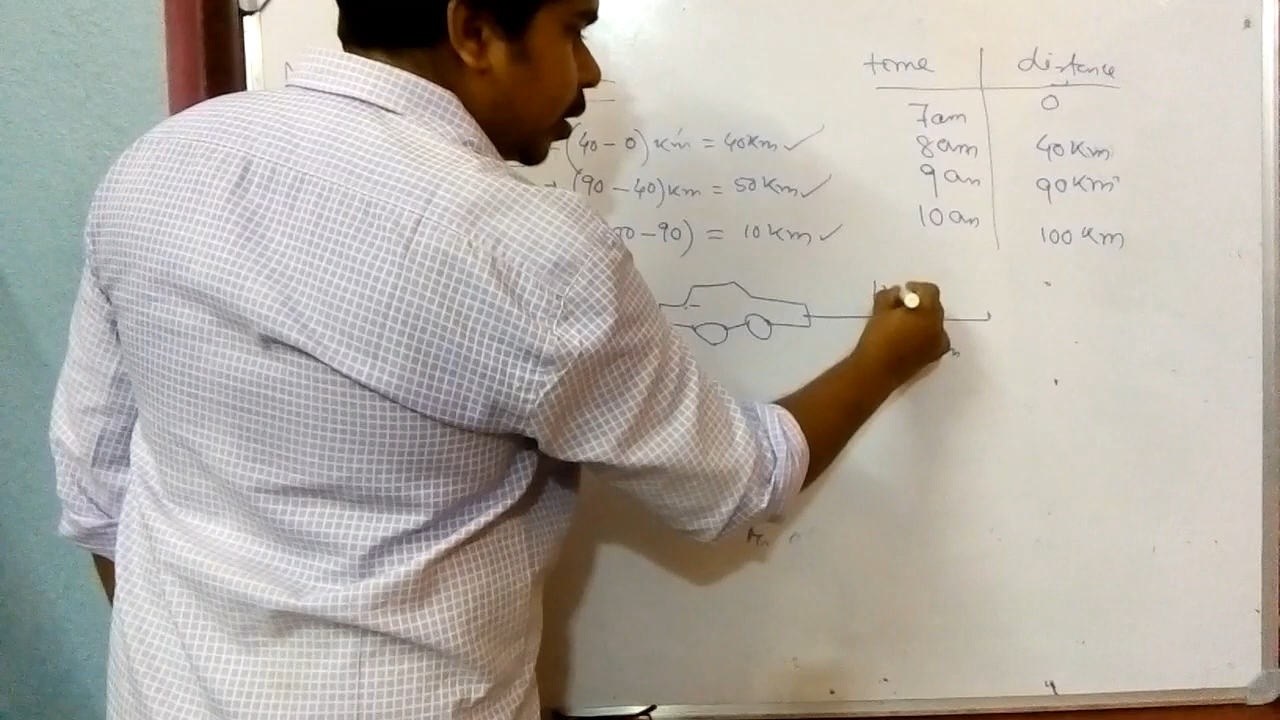 time distance
7am 0
8am 40 Km
9am 90 Km
10am 100 Km
= (40 - 0) Km = 40 Km ✓
(90 - 40) Km = 50 Km ✓
00 - 90) = 10 Km ✓